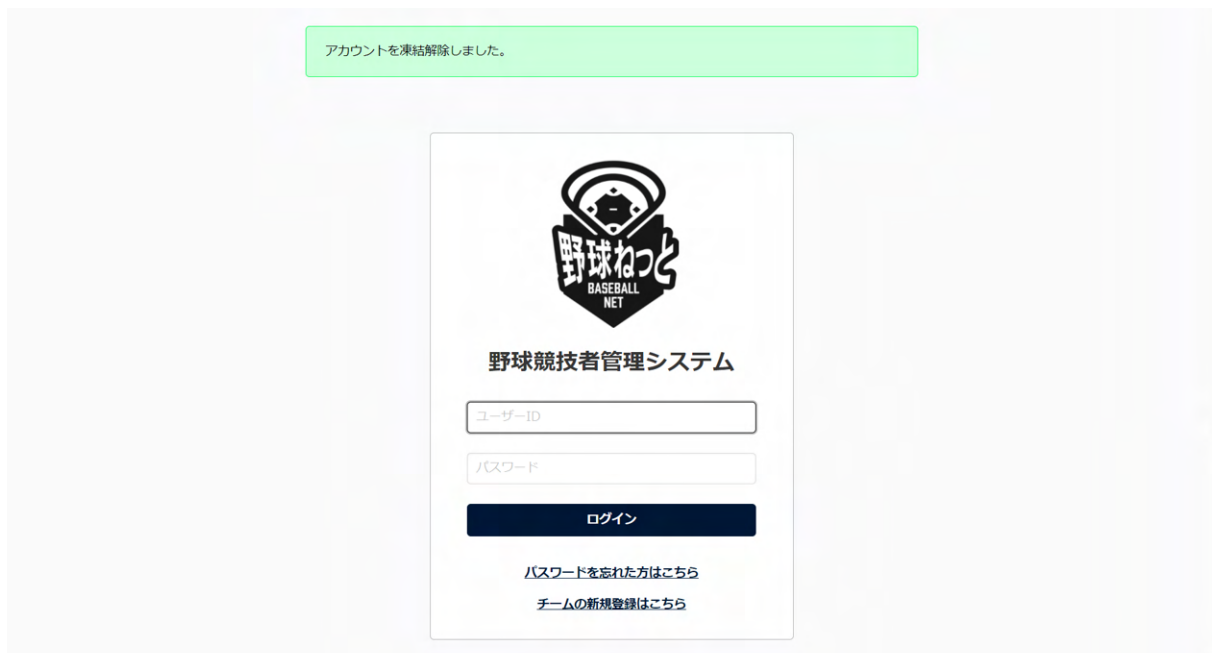 アカウントを凍結解除しました。
野球ねっと
BASEBALL
NET
野球競技者管理システム
ユーザーID
パスワード
ログイン
パスワードを忘れた方はこちら
チームの新規登録はこちら